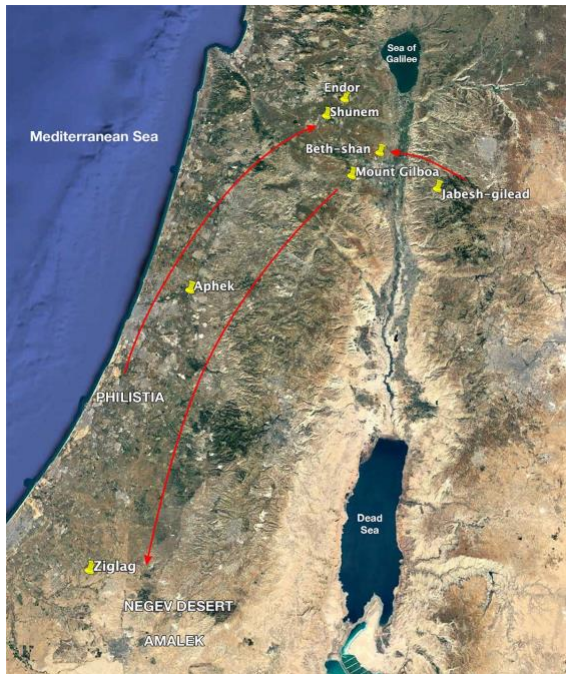 Sea of
Galilee
Endor
Shunem
Mediterranean Sea
Beth-shan
Mount Gilboa
Jabesh-gilead
Aphek
PHILISTIA
Dead
Sea
Ziglag
NEGEV DESERT
AMALEK